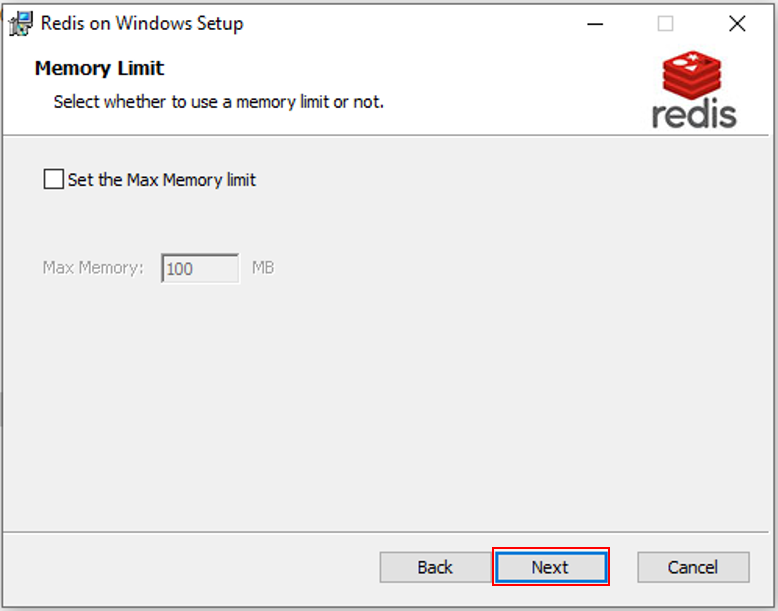 Redis on Windows Setup
Memory Limit
Select whether to use a memory limit or not.
redis
Set the Max Memory limit
Max Memory: 100 MB
Back Next Cancel